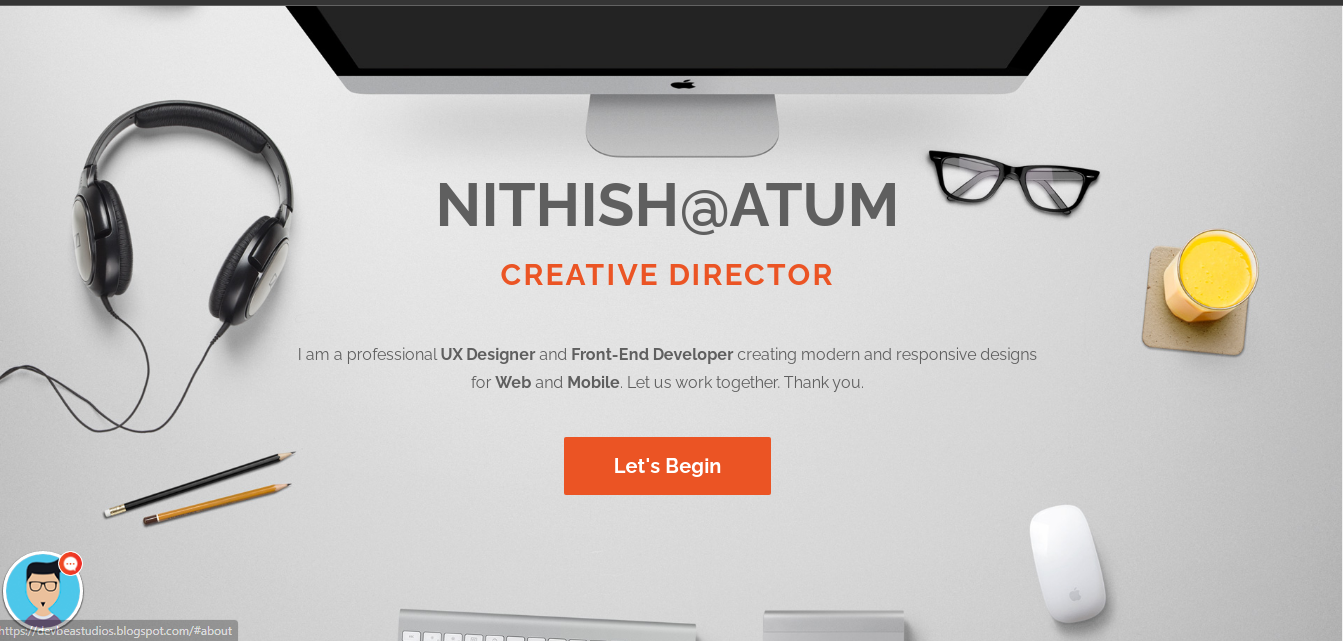 NITHISH@ATUM
CREATIVE DIRECTOR
I am a professional UX Designer and Front-End Developer creating modern and responsive designs
for Web and Mobile. Let us work together. Thank you.
Let's Begin
https://devbeastudios.blogspot.com/#about